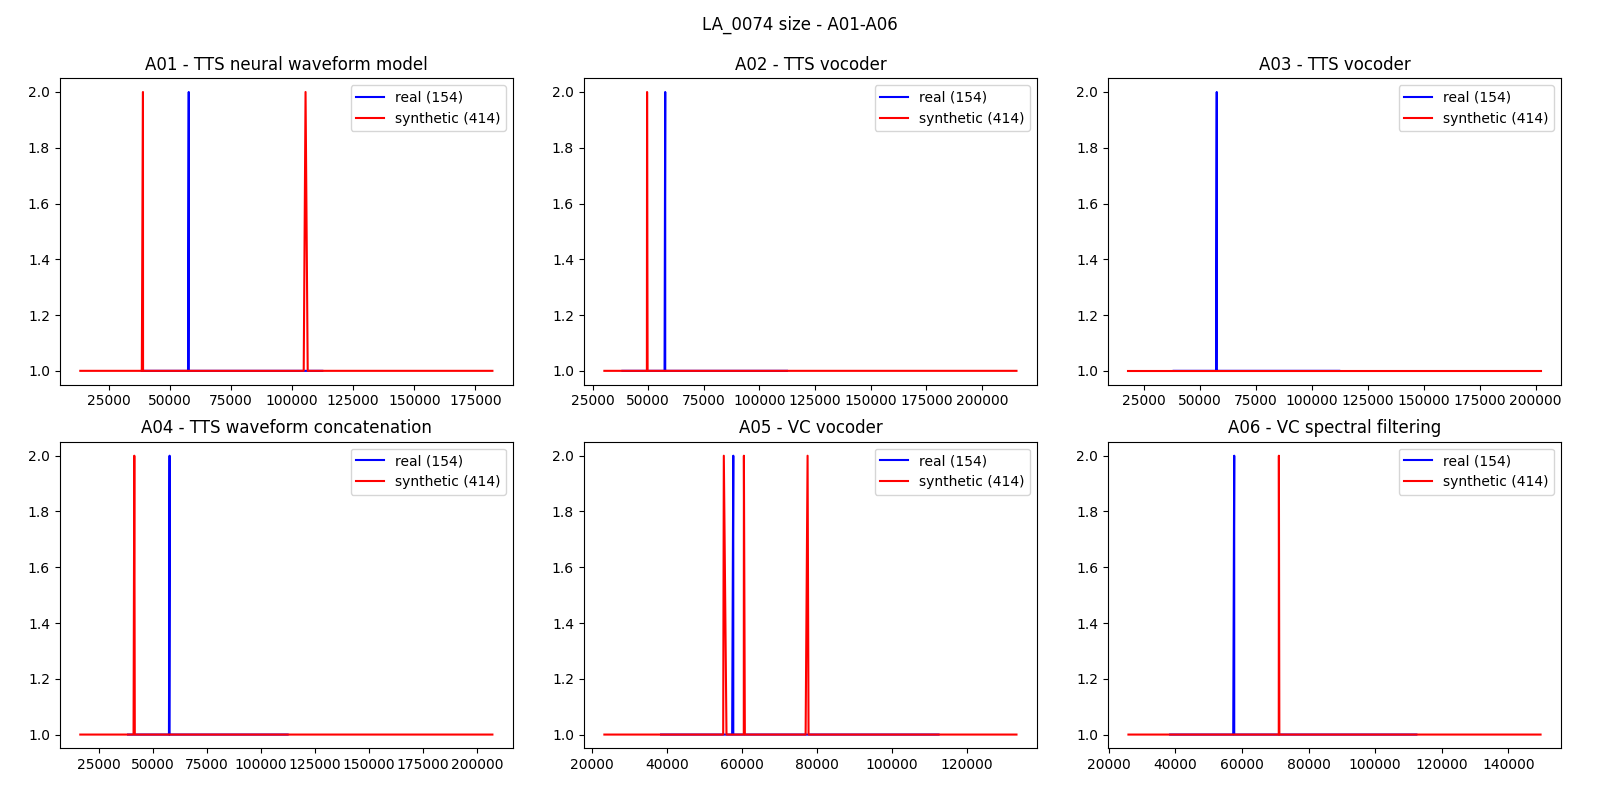 LA_0074 size - A01-A06
A01 - TTS neural waveform model
real (154)
synthetic (414)
2.0
1.8
1.6
1.4
1.2
1.0
25000 50000 75000 100000 125000 150000 175000
A02 - TTS vocoder
real (154)
synthetic (414)
2.0
1.8
1.6
1.4
1.2
1.0
25000 50000 75000 100000 125000 150000 175000 200000
A03 - TTS vocoder
real (154)
synthetic (414)
2.0
1.8
1.6
1.4
1.2
1.0
25000 50000 75000 100000 125000 150000 175000 200000
A04 - TTS waveform concatenation
real (154)
synthetic (414)
2.0
1.8
1.6
1.4
1.2
1.0
25000 50000 75000 100000 125000 150000 175000 200000
A05 - VC vocoder
real (154)
synthetic (414)
2.0
1.8
1.6
1.4
1.2
1.0
20000 40000 60000 80000 100000 120000
A06 - VC spectral filtering
real (154)
synthetic (414)
2.0
1.8
1.6
1.4
1.2
1.0
20000 40000 60000 80000 100000 120000 140000